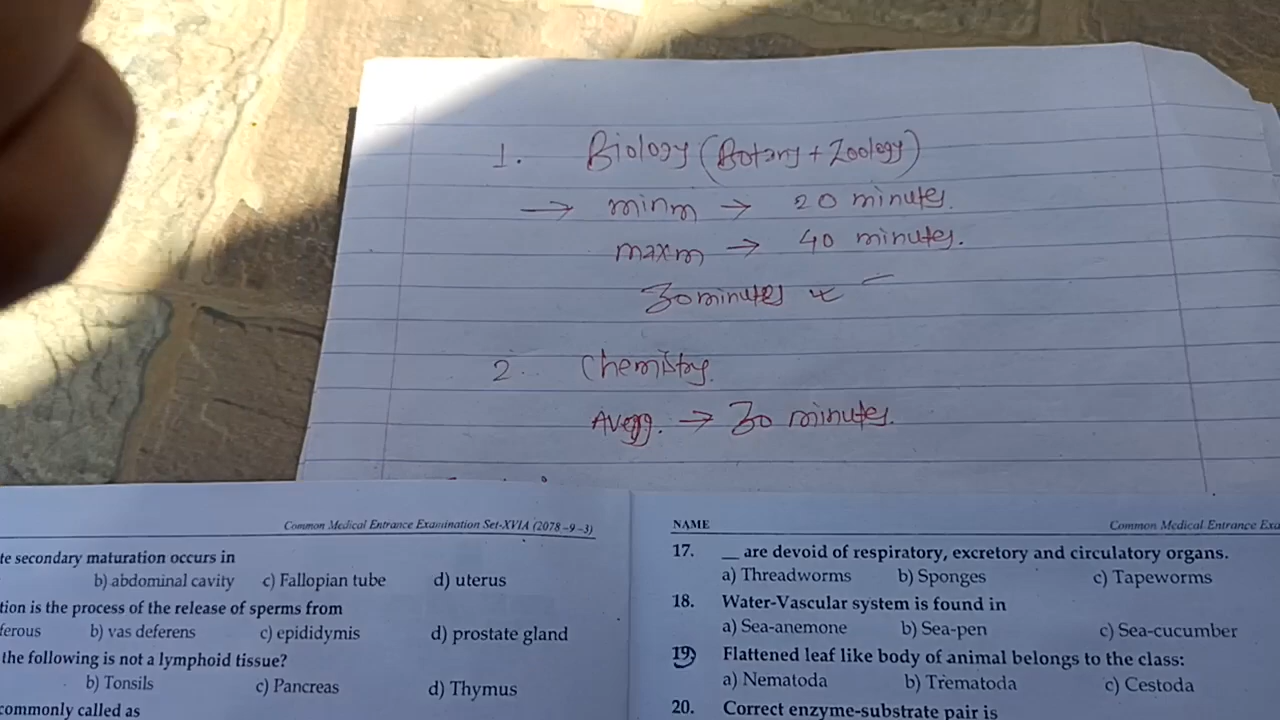 1. Biology (Botany + Zoology)
→ minm → 20 minutes.
maxm → 40 minutes.
30 minutes
2. Chemistry.
→ 30 minutes.
Common Medical Entrance Examination Set-XVIA (2078-9-3)
te secondary maturation occurs in
b) abdominal cavity c) Fallopian tube d) uterus
tion is the process of the release of sperms from
ferous b) vas deferens c) epididymis d) prostate gland
the following is not a lymphoid tissue?
b) Tonsils c) Pancreas d) Thymus
commonly called as
NAME Common Medical Entrance Exa
17. __ are devoid of respiratory, excretory and circulatory organs.
a) Threadworms b) Sponges c) Tapeworms
18. Water-Vascular system is found in
a) Sea-anemone b) Sea-pen c) Sea-cucumber
19) Flattened leaf like body of animal belongs to the class:
a) Nematoda b) Trematoda c) Cestoda
20. Correct enzyme-substrate pair is